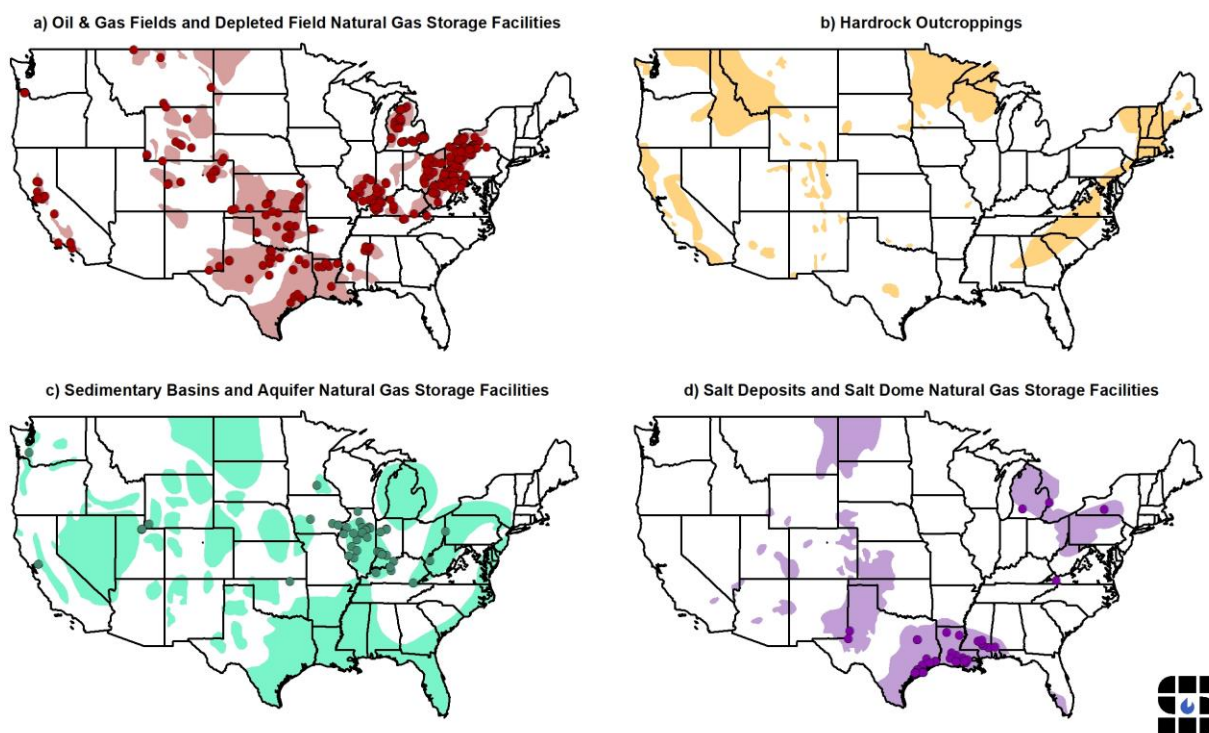 a) Oil & Gas Fields and Depleted Field Natural Gas Storage Facilities
b) Hardrock Outcroppings
c) Sedimentary Basins and Aquifer Natural Gas Storage Facilities
d) Salt Deposits and Salt Dome Natural Gas Storage Facilities